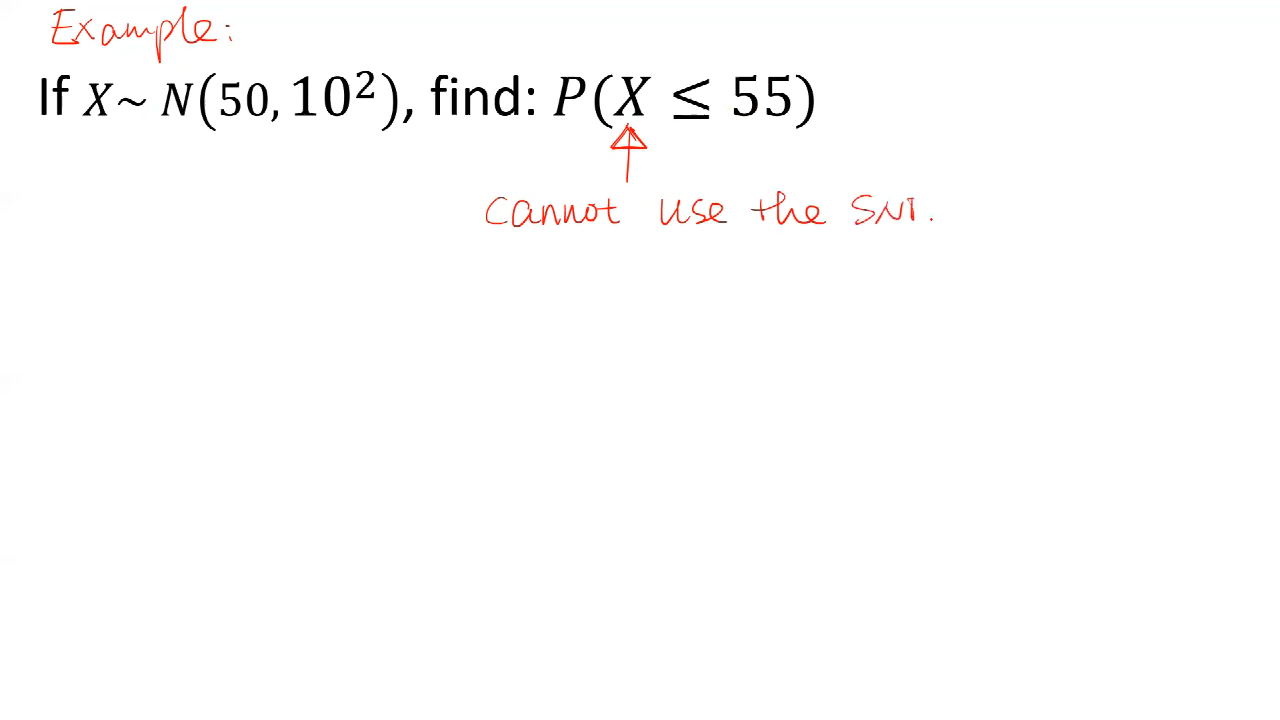 Example:
If X~ N(50, 10²), find: P(X ≤ 55)
Cannot use the SNT.